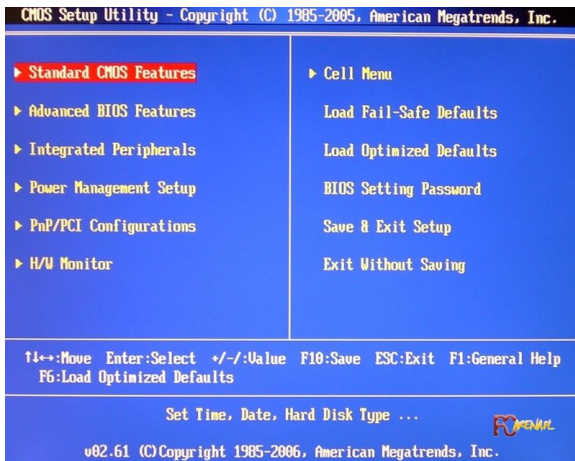 CMOS Setup Utility - Copyright (C) 1985-2005, American Megatrends, Inc.
Standard CMOS Features
Advanced BIOS Features
Integrated Peripherals
Power Management Setup
PnP/PCI Configurations
H/W Monitor
Cell Menu
Load Fail-Safe Defaults
Load Optimized Defaults
BIOS Setting Password
Save & Exit Setup
Exit Without Saving
↑↓←→:Move Enter:Select +/-/:Value F10:Save ESC:Exit F1:General Help
F6:Load Optimized Defaults
Set Time, Date, Hard Disk Type ...
v02.61 (C)Copyright 1985-2006, American Megatrends, Inc.